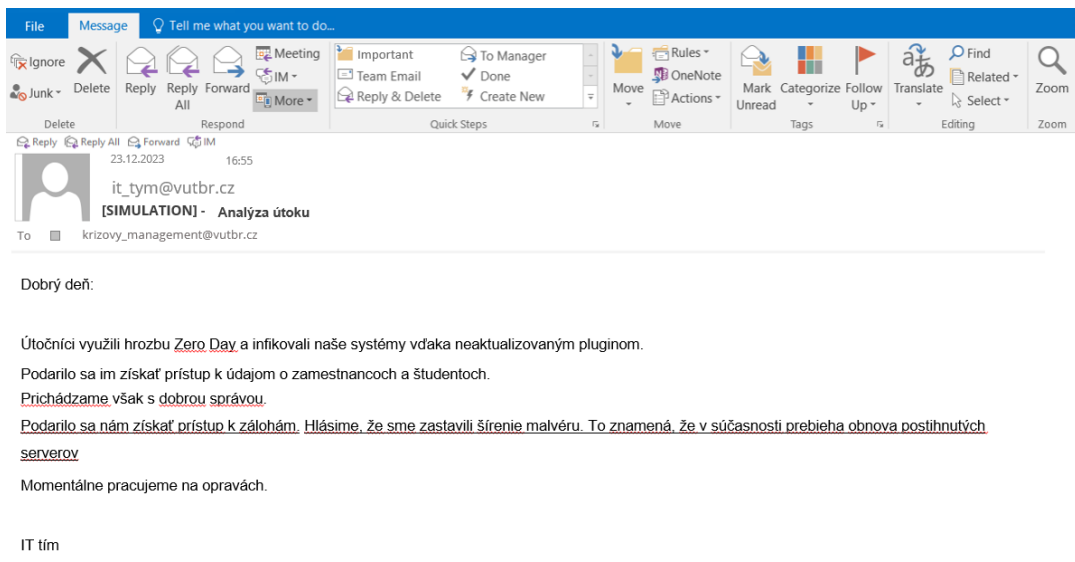 File Message Tell me what you want to do...
Ignore Meeting Important To Manager Rules Find
Junk Delete Reply Reply All Forward IM Team Email Done Move OneNote Mark Unread Categorize Follow Up Translate Related Zoom
More Reply & Delete Create New Actions Select
Delete Respond Quick Steps Move Tags Editing Zoom
Reply Reply All Forward IM
23.12.2023 16:55
it_tym@vutbr.cz
[SIMULATION] - Analýza útoku
To krizovy_management@vutbr.cz
Dobrý deň:
Útočníci využili hrozbu Zero Day a infikovali naše systémy vďaka neaktualizovaným pluginom.
Podarilo sa im získať prístup k údajom o zamestnancoch a študentoch.
Prichádzame však s dobrou správou.
Podarilo sa nám získať prístup k zálohám. Hlásime, že sme zastavili šírenie malvéru. To znamená, že v súčasnosti prebieha obnova postihnutých
serverov
Momentálne pracujeme na opravách.
IT tím